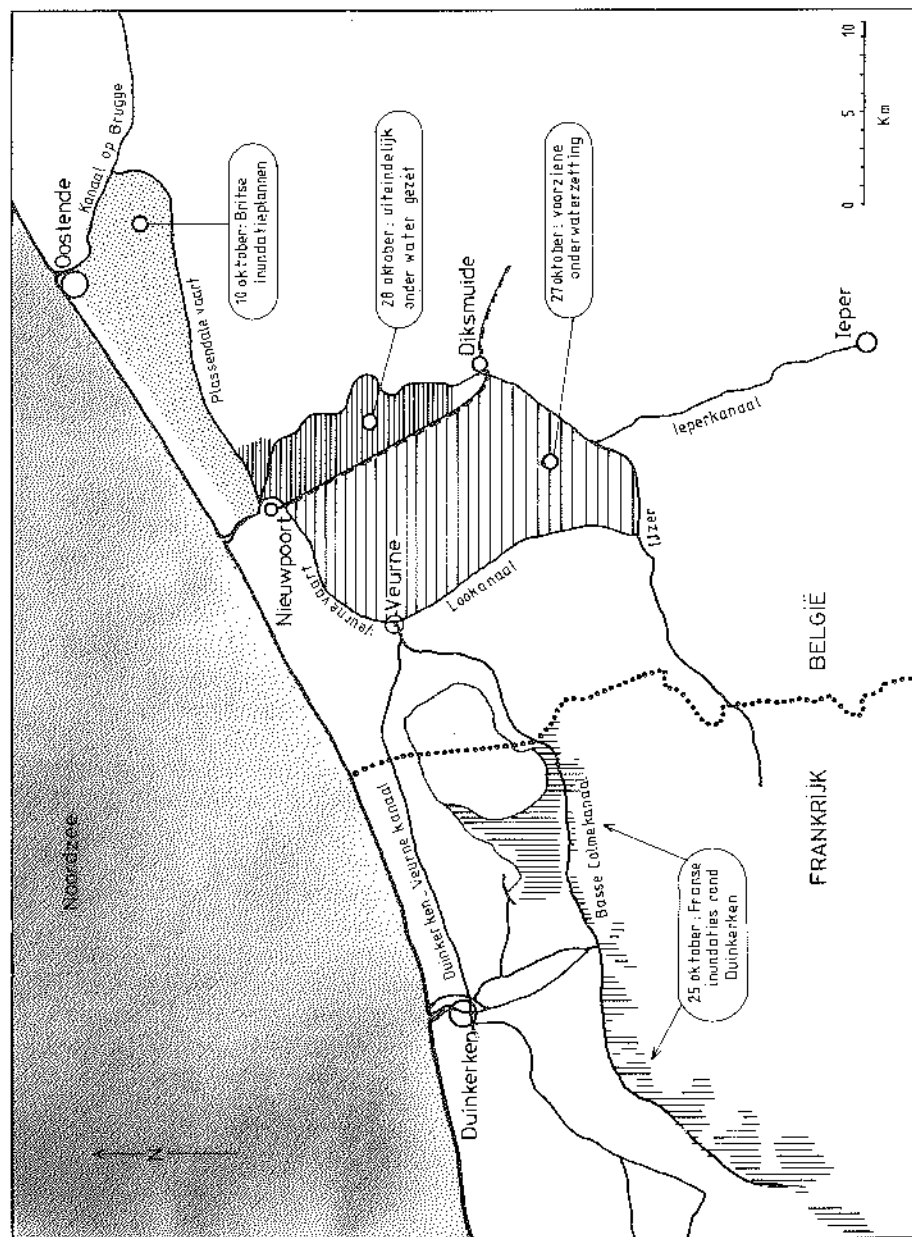 Noordzee
N
Oostende
Kanaal op Brugge
Plassendale vaart
10 oktober: Britse
inundatieplannen
28 oktober: uiteindelijk
onder water gezet
Nieuwpoort
Veurnevaart
Veurne
Diksmuide
27 oktober: voorziene
onderwaterzetting
Lookanaal
Ieperkanaal
Ieper
IJzer
Duinkerken - Veurne kanaal
Duinkerken
Basse Colmekanaal
25 oktober: Franse
inundaties rond
Duinkerken
BELGIË
FRANKRIJK
0 5 10
Km